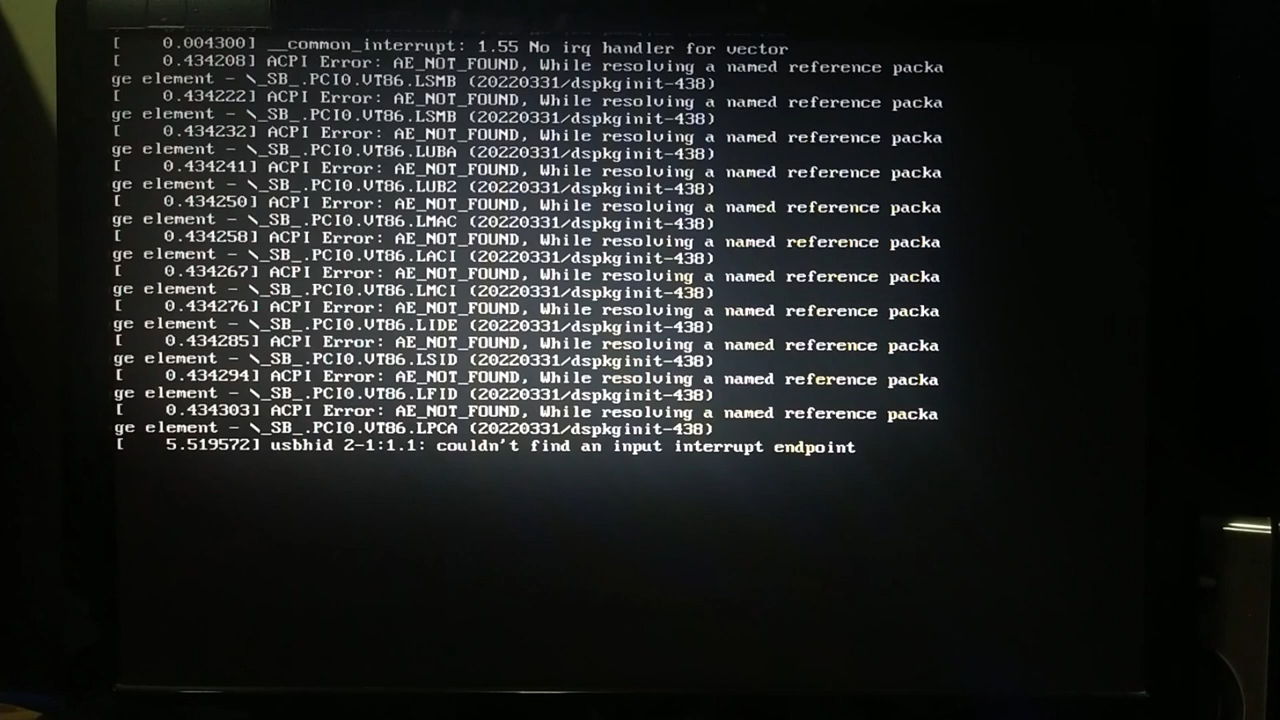 [    0.004300] __common_interrupt: 1.55 No irq handler for vector
[    0.434208] ACPI Error: AE_NOT_FOUND, While resolving a named reference packa
ge element - \_SB_.PCI0.VT86.LSMB (20220331/dspkginit-438)
[    0.434222] ACPI Error: AE_NOT_FOUND, While resolving a named reference packa
ge element - \_SB_.PCI0.VT86.LSMB (20220331/dspkginit-438)
[    0.434232] ACPI Error: AE_NOT_FOUND, While resolving a named reference packa
ge element - \_SB_.PCI0.VT86.LUBA (20220331/dspkginit-438)
[    0.434241] ACPI Error: AE_NOT_FOUND, While resolving a named reference packa
ge element - \_SB_.PCI0.VT86.LUB2 (20220331/dspkginit-438)
[    0.434250] ACPI Error: AE_NOT_FOUND, While resolving a named reference packa
ge element - \_SB_.PCI0.VT86.LMAC (20220331/dspkginit-438)
[    0.434258] ACPI Error: AE_NOT_FOUND, While resolving a named reference packa
ge element - \_SB_.PCI0.VT86.LACI (20220331/dspkginit-438)
[    0.434267] ACPI Error: AE_NOT_FOUND, While resolving a named reference packa
ge element - \_SB_.PCI0.VT86.LMCI (20220331/dspkginit-438)
[    0.434276] ACPI Error: AE_NOT_FOUND, While resolving a named reference packa
ge element - \_SB_.PCI0.VT86.LIDE (20220331/dspkginit-438)
[    0.434285] ACPI Error: AE_NOT_FOUND, While resolving a named reference packa
ge element - \_SB_.PCI0.VT86.LSID (20220331/dspkginit-438)
[    0.434294] ACPI Error: AE_NOT_FOUND, While resolving a named reference packa
ge element - \_SB_.PCI0.VT86.LFID (20220331/dspkginit-438)
[    0.434303] ACPI Error: AE_NOT_FOUND, While resolving a named reference packa
ge element - \_SB_.PCI0.VT86.LPCA (20220331/dspkginit-438)
[    5.519572] usbhid 2-1:1.1: couldn't find an input interrupt endpoint